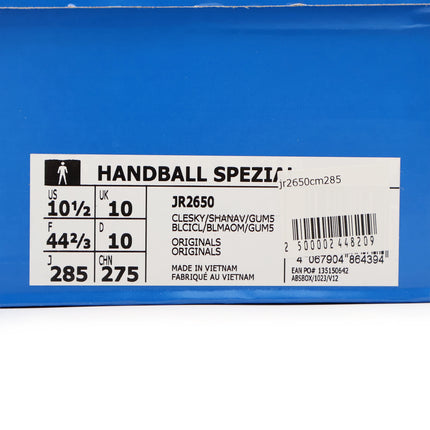 HANDBALL SPEZIAL
jr2650cm285
US 10½ UK 10
F 44⅔ D 10
J 285 CHN 275
JR2650
CLESKY/SHANAV/GUM5
BLCICL/BLMAOM/GUM5
ORIGINALS
ORIGINALS
MADE IN VIETNAM
FABRIQUÉ AU VIETNAM
2 500002 448209
4 067904 864394
EAN PO# 135150642
ABSBOX/1023/V12